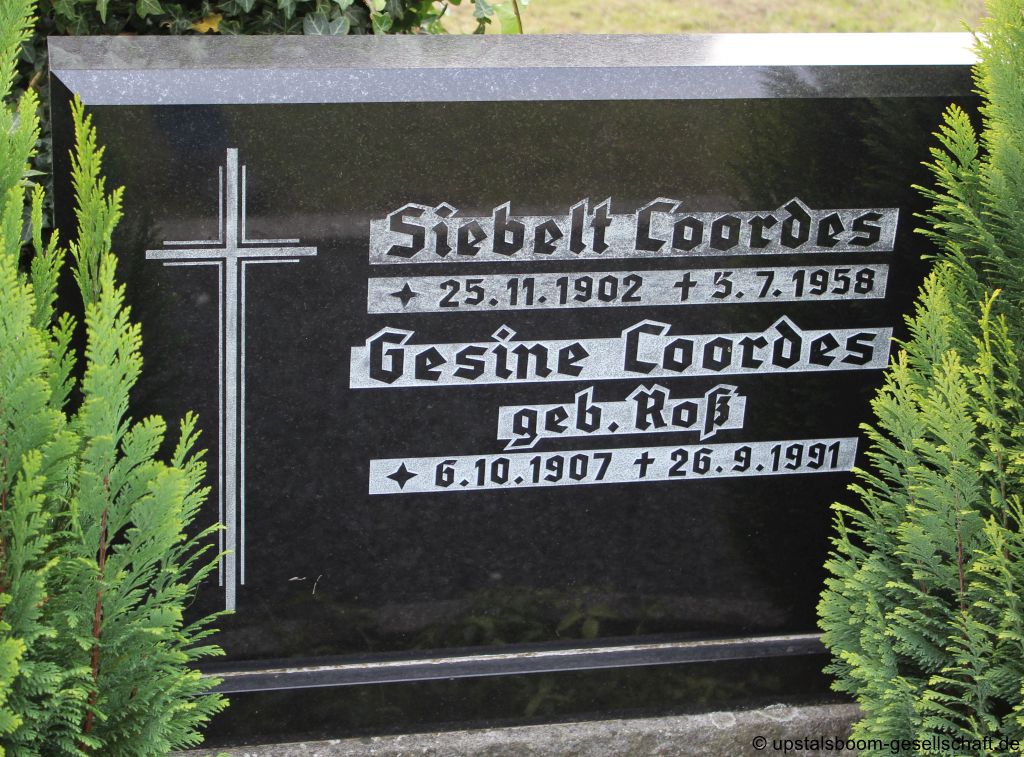 Siebelt Coordes
✦ 25.11.1902 ✝ 5.7.1958
Gesine Coordes
geb. Roß
✦ 6.10.1907 ✝ 26.9.1991
© upstalsboom-gesellschaft.de